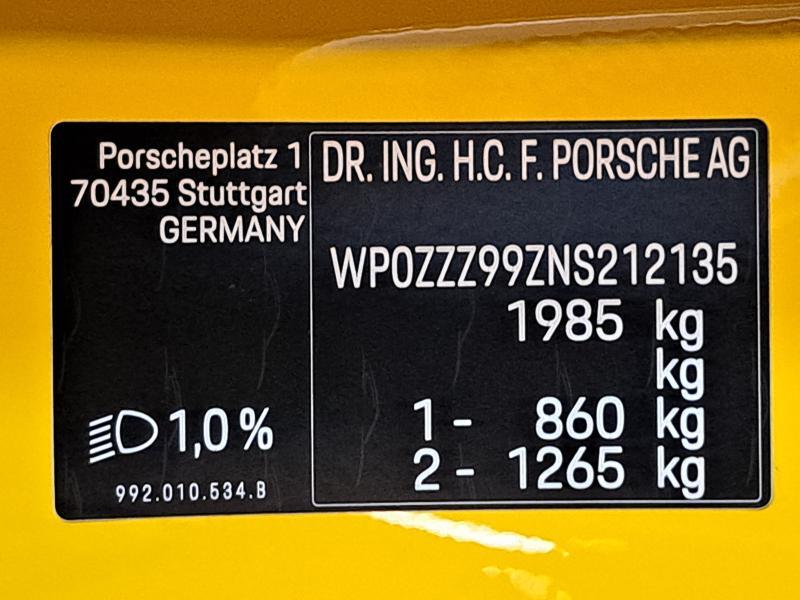 Porscheplatz 1
70435 Stuttgart
GERMANY
1,0 %
992.010.534.B
DR. ING. H.C. F. PORSCHE AG
WP0ZZZ99ZNS212135
1985 kg
kg
1 - 860 kg
2 - 1265 kg